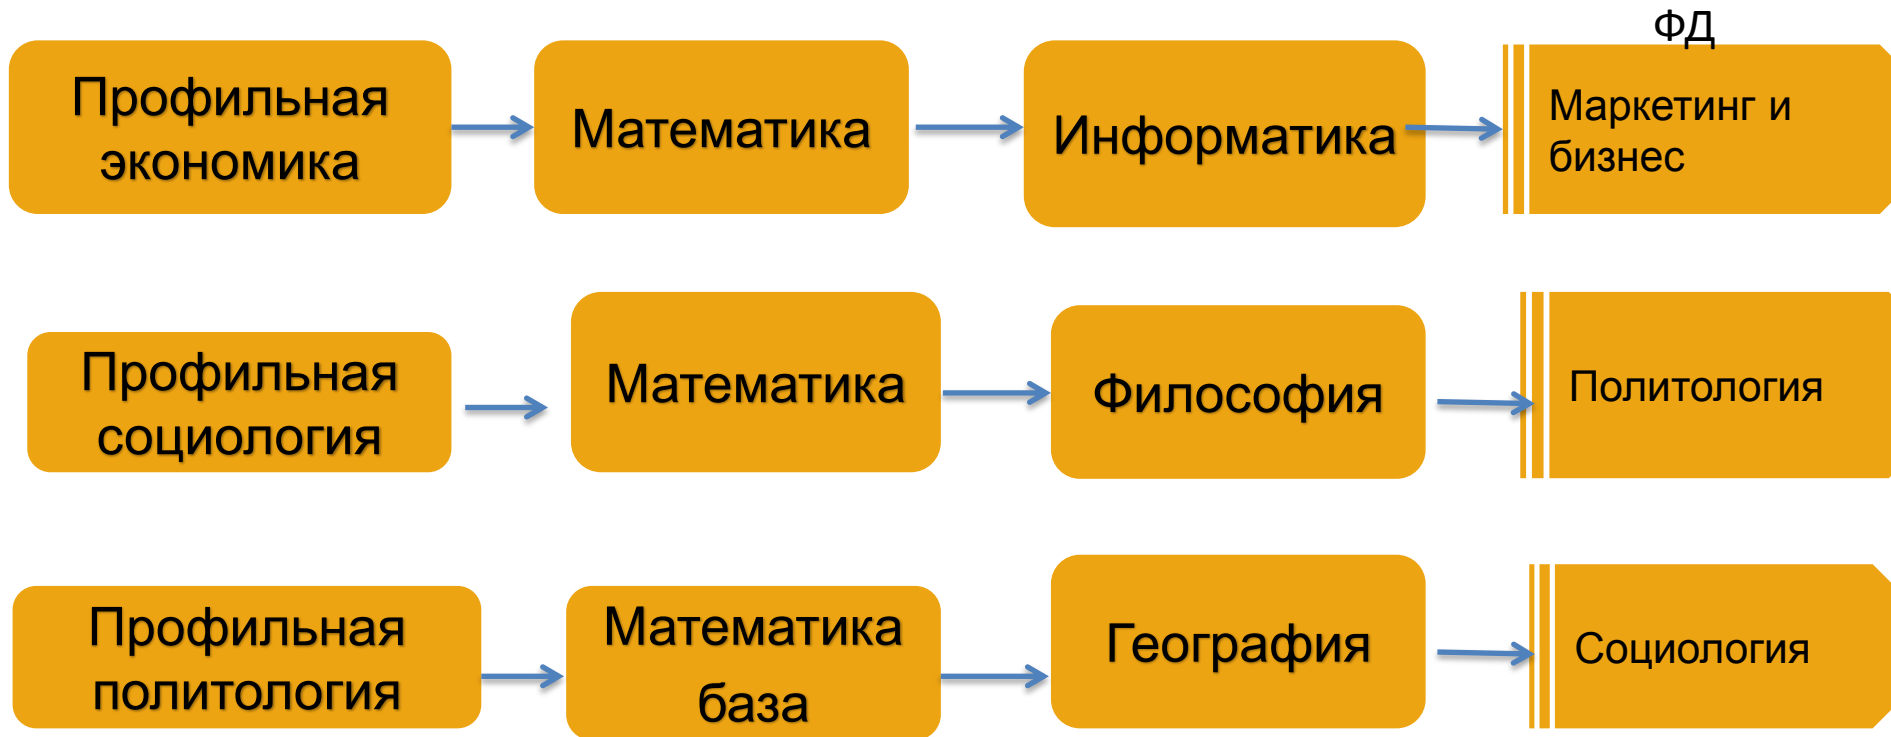 ФД
Профильная
экономика
Математика
Информатика
Маркетинг и
бизнес
Профильная
социология
Математика
Философия
Политология
Профильная
политология
Математика
база
География
Социология